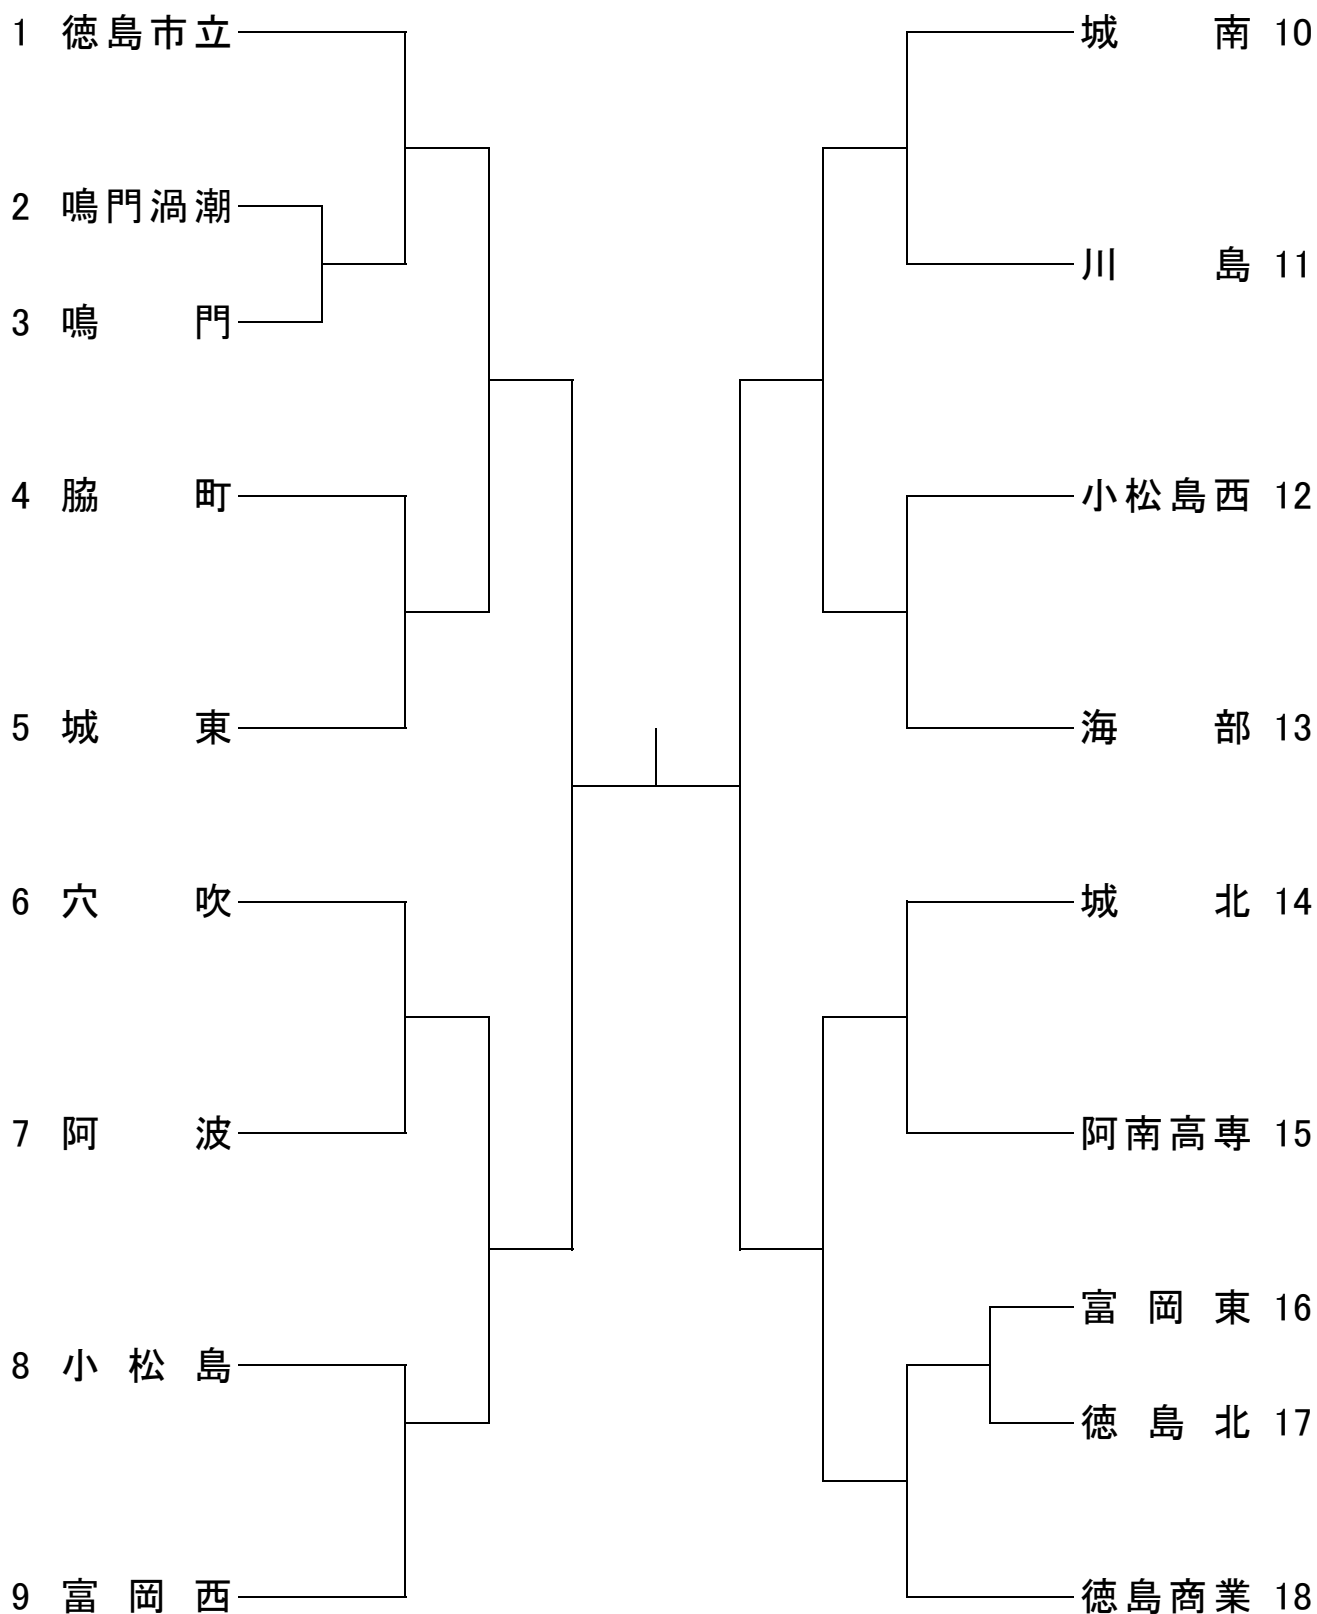 1 徳島市立
2 鳴門渦潮
3 鳴門
4 脇町
5 城東
6 穴吹
7 阿波
8 小松島
9 富岡西
城南 10
川島 11
小松島西 12
海部 13
城北 14
阿南高専 15
富岡東 16
徳島北 17
徳島商業 18